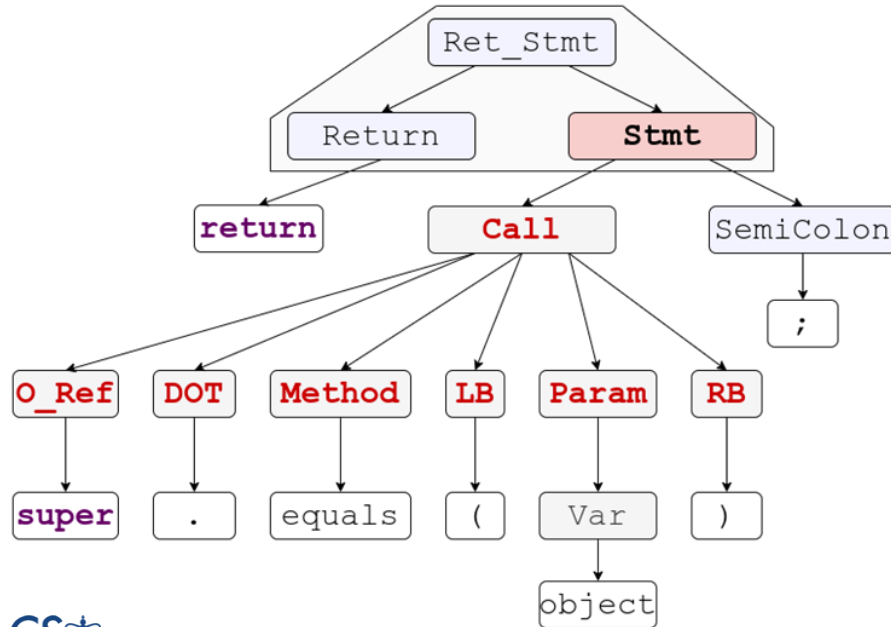 Ret_Stmt
Return Stmt
return Call SemiColon
;
O_Ref DOT Method LB Param RB
super . equals ( Var )
object